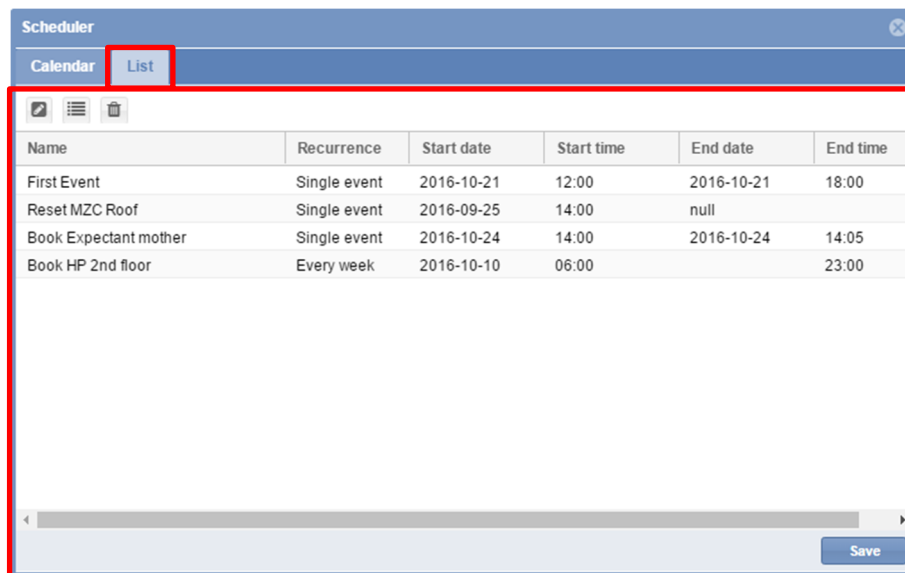 Scheduler
Calendar List
Name Recurrence Start date Start time End date End time
First Event Single event 2016-10-21 12:00 2016-10-21 18:00
Reset MZC Roof Single event 2016-09-25 14:00 null
Book Expectant mother Single event 2016-10-24 14:00 2016-10-24 14:05
Book HP 2nd floor Every week 2016-10-10 06:00 23:00
Save